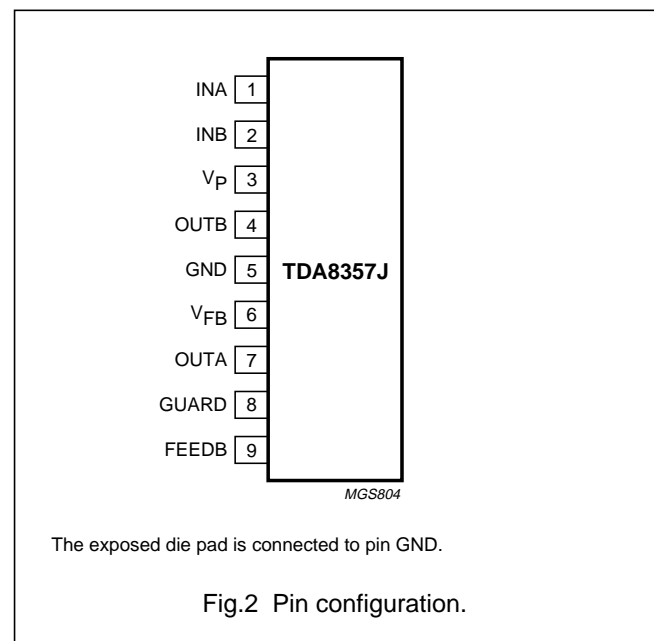 INA 1
INB 2
VP 3
OUTB 4
GND 5 TDA8357J
VFB 6
OUTA 7
GUARD 8
FEEDB 9
MGS804
The exposed die pad is connected to pin GND.
Fig.2 Pin configuration.